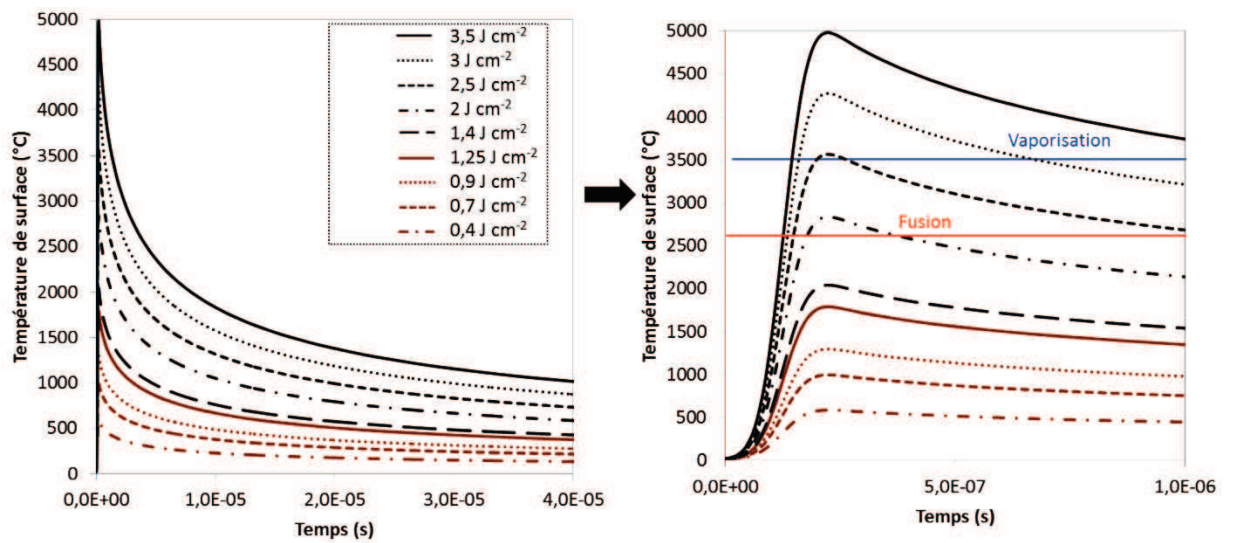 Température de surface (°C)
5000
4500
4000
3500
3000
2500
2000
1500
1000
500
0
0,0E+00
1,0E-05
2,0E-05
3,0E-05
4,0E-05
Temps (s)
3,5 J cm⁻²
3 J cm⁻²
2,5 J cm⁻²
2 J cm⁻²
1,4 J cm⁻²
1,25 J cm⁻²
0,9 J cm⁻²
0,7 J cm⁻²
0,4 J cm⁻²
Température de surface (°C)
5000
4500
4000
3500
3000
2500
2000
1500
1000
500
0
Vaporisation
Fusion
0,0E+00
5,0E-07
1,0E-06
Temps (s)